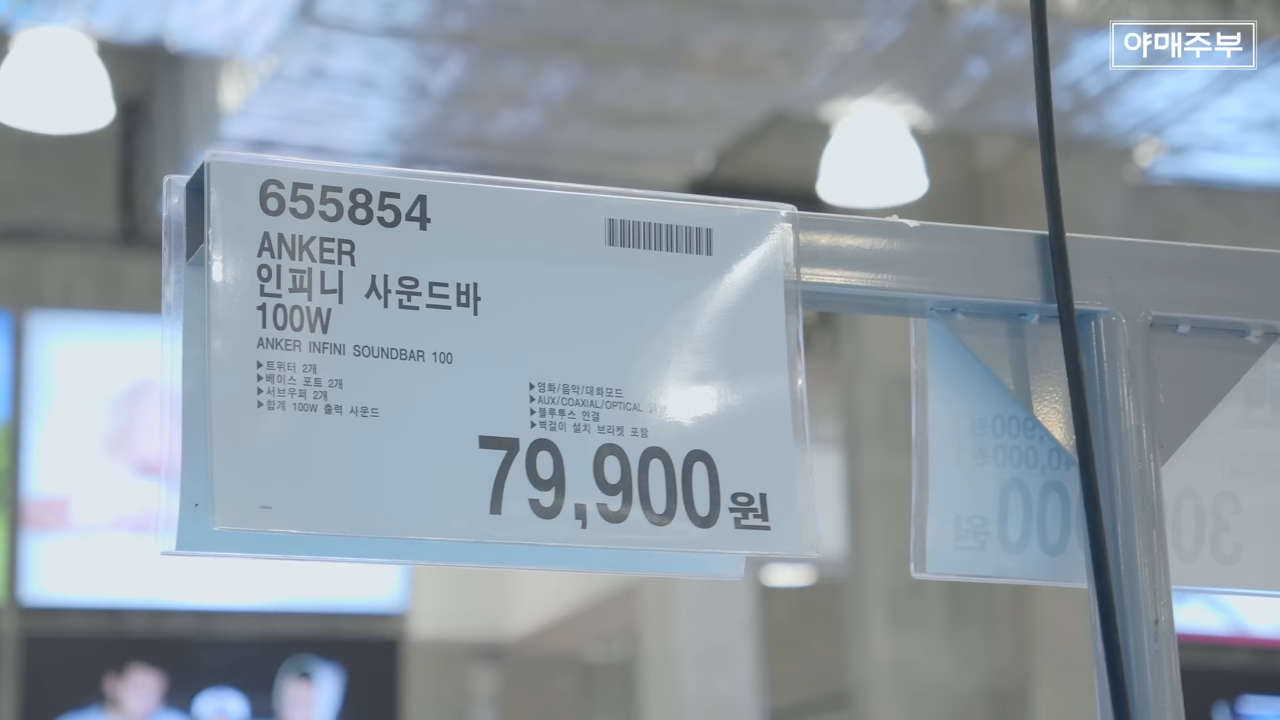 야매주부
655854
ANKER
인피니 사운드바
100W
ANKER INFINI SOUNDBAR 100
▶트위터 2개
▶베이스 포트 2개
▶서브우퍼 2개
▶합계 100W 출력 사운드
▶영화/음악/대화모드
▶AUX/COAXIAL/OPTICAL
▶블루투스 연결
▶벽걸이 설치 브라켓 포함
79,900원